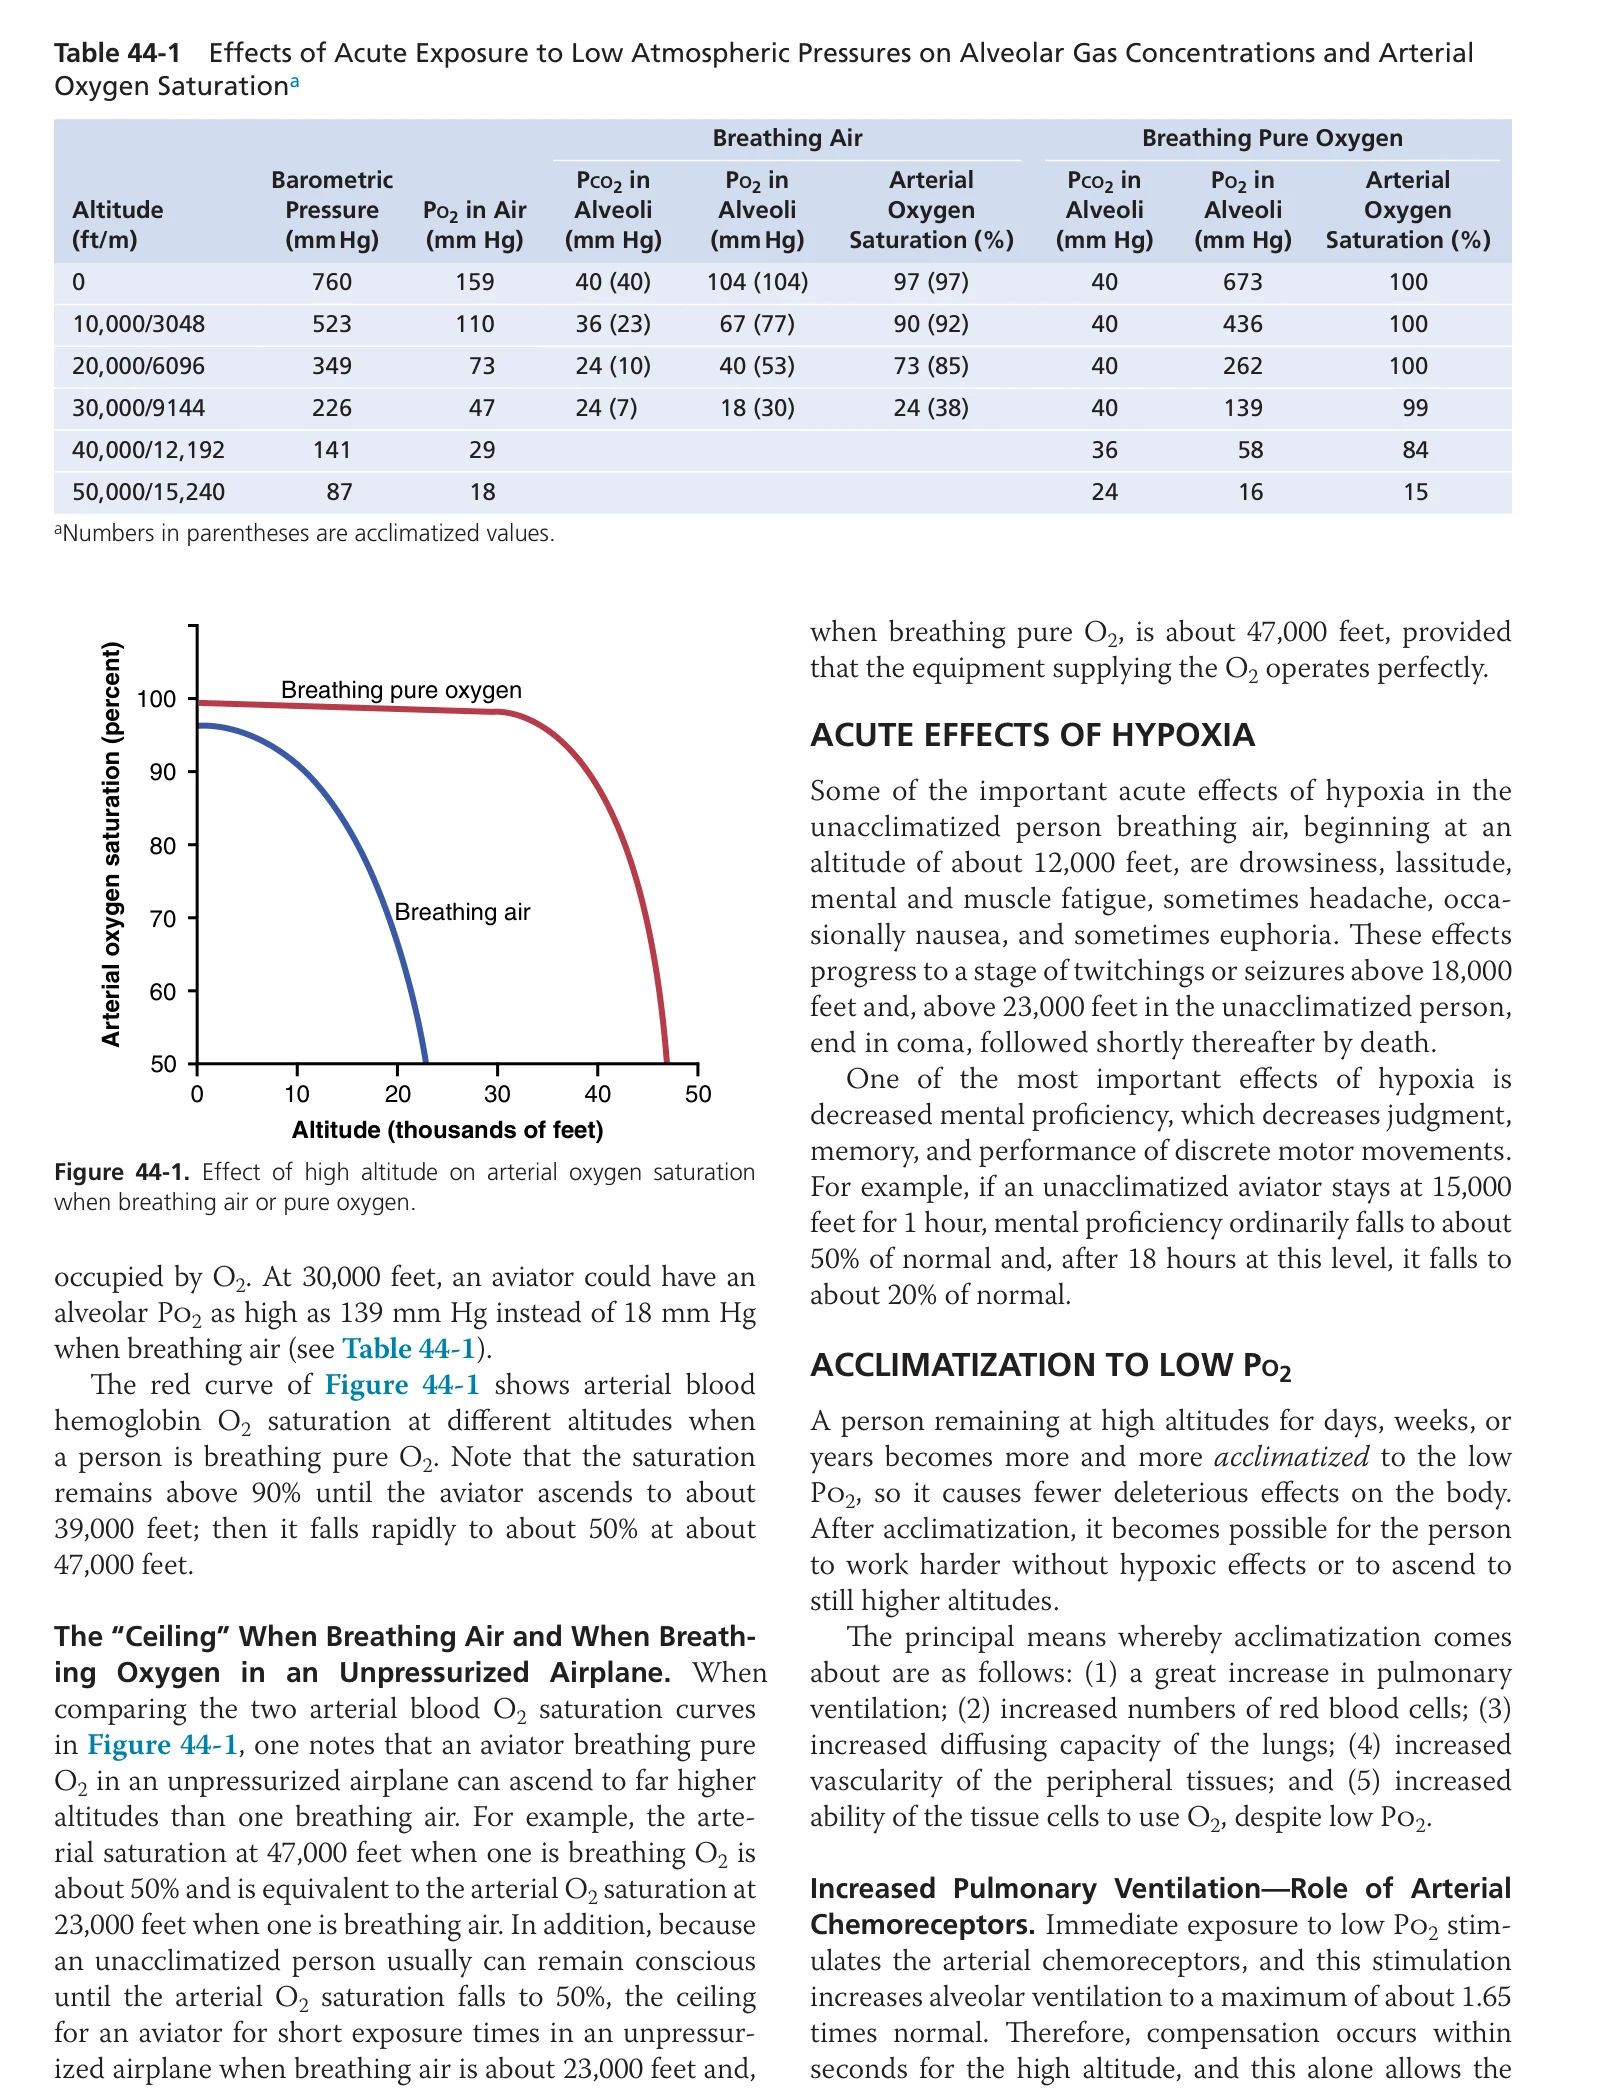 Table 44-1 Effects of Acute Exposure to Low Atmospheric Pressures on Alveolar Gas Concentrations and Arterial
Oxygen Saturationᵃ
Breathing Air Breathing Pure Oxygen
Altitude (ft/m) Barometric Pressure (mm Hg) PO₂ in Air (mm Hg) PCO₂ in Alveoli (mm Hg) PO₂ in Alveoli (mm Hg) Arterial Oxygen Saturation (%) PCO₂ in Alveoli (mm Hg) PO₂ in Alveoli (mm Hg) Arterial Oxygen Saturation (%)
0 760 159 40 (40) 104 (104) 97 (97) 40 673 100
10,000/3048 523 110 36 (23) 67 (77) 90 (92) 40 436 100
20,000/6096 349 73 24 (10) 40 (53) 73 (85) 40 262 100
30,000/9144 226 47 24 (7) 18 (30) 24 (38) 40 139 99
40,000/12,192 141 29 36 58 84
50,000/15,240 87 18 24 16 15
ᵃNumbers in parentheses are acclimatized values.
Arterial oxygen saturation (percent)
100
90
80
70
60
50
Breathing pure oxygen
Breathing air
0 10 20 30 40 50
Altitude (thousands of feet)
Figure 44-1. Effect of high altitude on arterial oxygen saturation
when breathing air or pure oxygen.
occupied by O₂. At 30,000 feet, an aviator could have an
alveolar PO₂ as high as 139 mm Hg instead of 18 mm Hg
when breathing air (see Table 44-1).
The red curve of Figure 44-1 shows arterial blood
hemoglobin O₂ saturation at different altitudes when
a person is breathing pure O₂. Note that the saturation
remains above 90% until the aviator ascends to about
39,000 feet; then it falls rapidly to about 50% at about
47,000 feet.
The “Ceiling” When Breathing Air and When Breath-
ing Oxygen in an Unpressurized Airplane. When
comparing the two arterial blood O₂ saturation curves
in Figure 44-1, one notes that an aviator breathing pure
O₂ in an unpressurized airplane can ascend to far higher
altitudes than one breathing air. For example, the arte-
rial saturation at 47,000 feet when one is breathing O₂ is
about 50% and is equivalent to the arterial O₂ saturation at
23,000 feet when one is breathing air. In addition, because
an unacclimatized person usually can remain conscious
until the arterial O₂ saturation falls to 50%, the ceiling
for an aviator for short exposure times in an unpressur-
ized airplane when breathing air is about 23,000 feet and,
when breathing pure O₂, is about 47,000 feet, provided
that the equipment supplying the O₂ operates perfectly.
ACUTE EFFECTS OF HYPOXIA
Some of the important acute effects of hypoxia in the
unacclimatized person breathing air, beginning at an
altitude of about 12,000 feet, are drowsiness, lassitude,
mental and muscle fatigue, sometimes headache, occa-
sionally nausea, and sometimes euphoria. These effects
progress to a stage of twitchings or seizures above 18,000
feet and, above 23,000 feet in the unacclimatized person,
end in coma, followed shortly thereafter by death.
One of the most important effects of hypoxia is
decreased mental proficiency, which decreases judgment,
memory, and performance of discrete motor movements.
For example, if an unacclimatized aviator stays at 15,000
feet for 1 hour, mental proficiency ordinarily falls to about
50% of normal and, after 18 hours at this level, it falls to
about 20% of normal.
ACCLIMATIZATION TO LOW PO₂
A person remaining at high altitudes for days, weeks, or
years becomes more and more acclimatized to the low
PO₂, so it causes fewer deleterious effects on the body.
After acclimatization, it becomes possible for the person
to work harder without hypoxic effects or to ascend to
still higher altitudes.
The principal means whereby acclimatization comes
about are as follows: (1) a great increase in pulmonary
ventilation; (2) increased numbers of red blood cells; (3)
increased diffusing capacity of the lungs; (4) increased
vascularity of the peripheral tissues; and (5) increased
ability of the tissue cells to use O₂, despite low PO₂.
Increased Pulmonary Ventilation—Role of Arterial
Chemoreceptors. Immediate exposure to low PO₂ stim-
ulates the arterial chemoreceptors, and this stimulation
increases alveolar ventilation to a maximum of about 1.65
times normal. Therefore, compensation occurs within
seconds for the high altitude, and this alone allows the